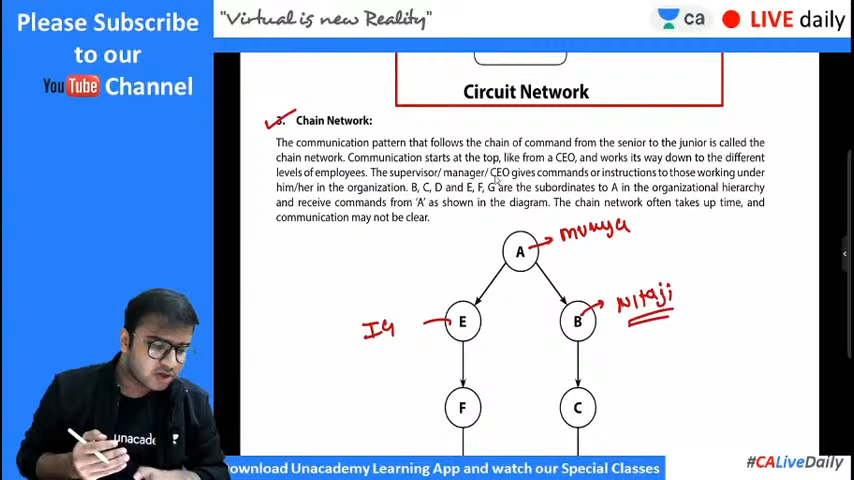 Please Subscribe
to our
YouTube Channel
"Virtual is new Reality"
ca
LIVE daily
Circuit Network
3. Chain Network:
The communication pattern that follows the chain of command from the senior to the junior is called the
chain network. Communication starts at the top, like from a CEO, and works its way down to the different
levels of employees. The supervisor/ manager/ CEO gives commands or instructions to those working under
him/her in the organization. B, C, D and E, F, G are the subordinates to A in the organizational hierarchy
and receive commands from 'A' as shown in the diagram. The chain network often takes up time, and
communication may not be clear.
A
E
B
Nitaji
F
C
unacade
ownload Unacademy Learning App and watch our Special Classes
#CALiveDaily